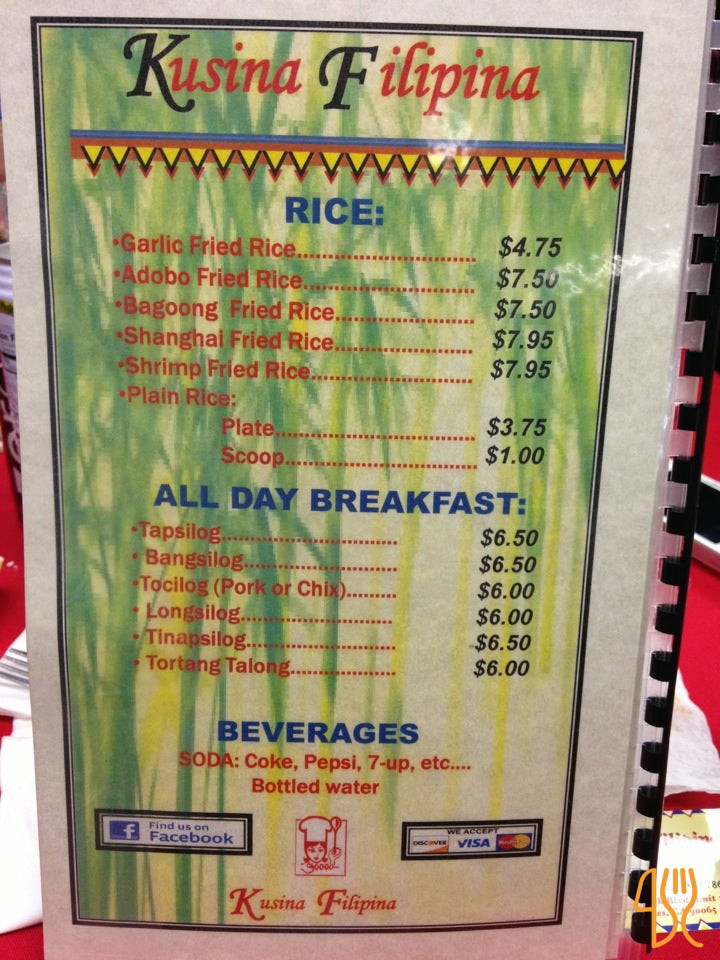 Kusina Filipina
RICE:
•Garlic Fried Rice............................ $4.75
•Adobo Fried Rice........................... $7.50
•Bagoong Fried Rice...................... $7.50
•Shanghai Fried Rice...................... $7.95
•Shrimp Fried Rice.......................... $7.95
•Plain Rice:
Plate................................ $3.75
Scoop.............................. $1.00
ALL DAY BREAKFAST:
•Tapsilog............................ $6.50
• Bangsilog........................ $6.50
•Tocilog (Pork or Chix)........ $6.00
• Longsilog........................ $6.00
• Tinapsilog....................... $6.50
• Tortang Talong................. $6.00
BEVERAGES
SODA: Coke, Pepsi, 7-up, etc....
Bottled water
f Find us on
Facebook
WE ACCEPT
DISCOVER VISA MasterCard
Kusina Filipina